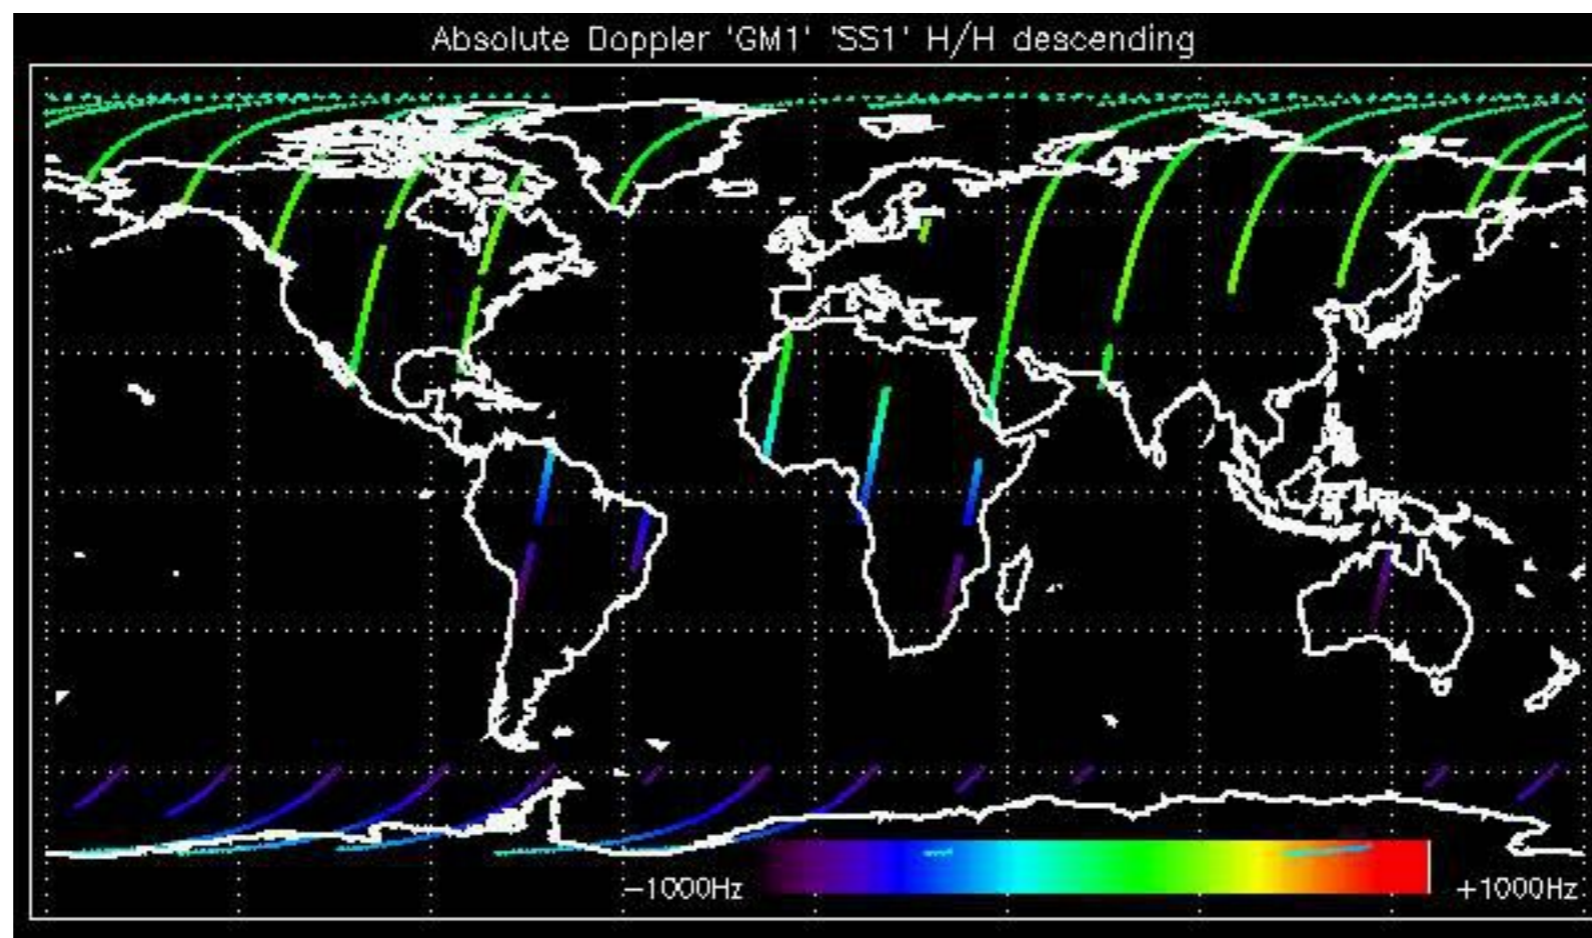 Absolute Doppler 'GM1' 'SS1' H/H descending
-1000Hz
+1000Hz